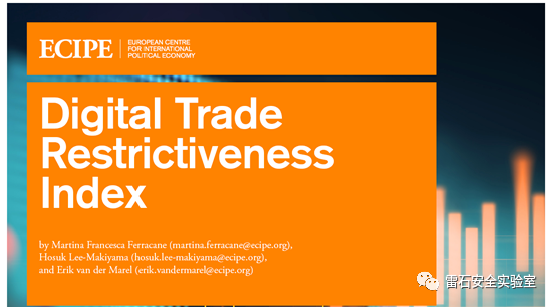 ECIPE
EUROPEAN CENTRE
FOR INTERNATIONAL
POLITICAL ECONOMY
Digital Trade
Restrictiveness
Index
by Martina Francesca Ferracane (martina.ferracane@ecipe.org),
Hosuk Lee-Makiyama (hosuk.lee-makiyama@ecipe.org),
and Erik van der Marel (erik.vandermarel@ecipe.org)
雷石安全实验室